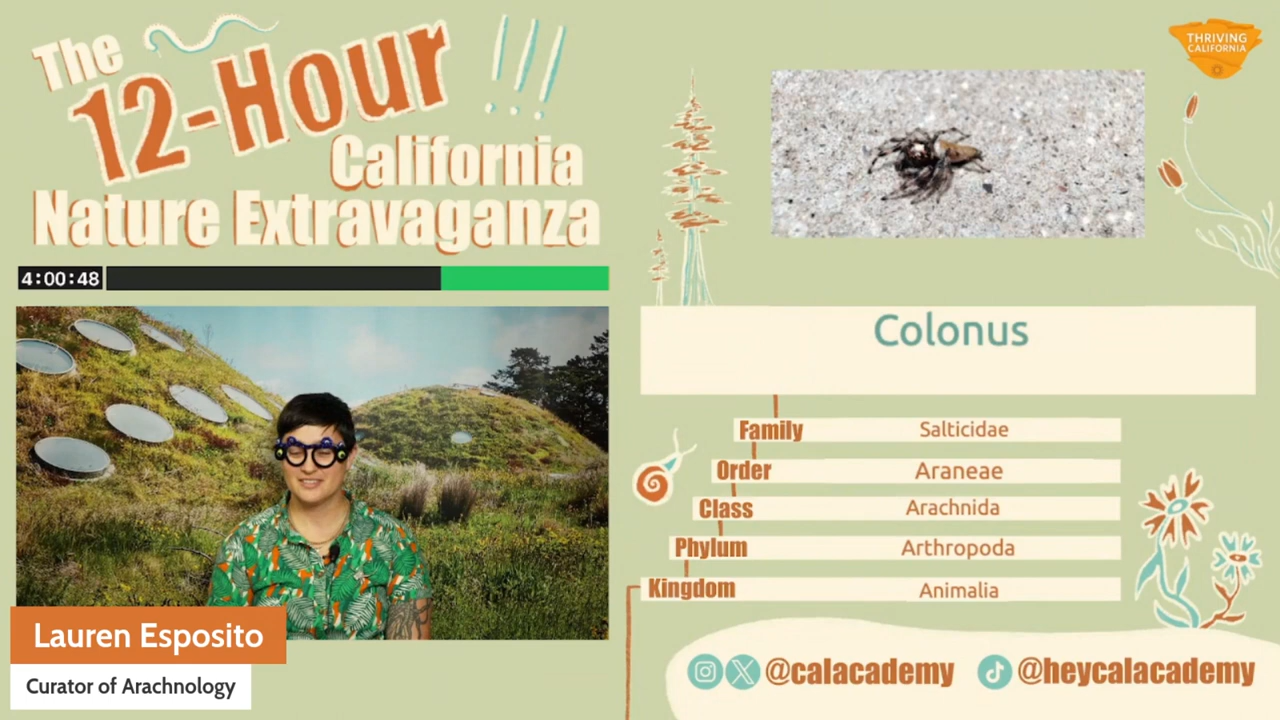 The
12-Hour !!!
California
Nature Extravaganza
THRIVING
CALIFORNIA
4:00:48
Colonus
Family Salticidae
Order Araneae
Class Arachnida
Phylum Arthropoda
Kingdom Animalia
Lauren Esposito
Curator of Arachnology
@calacademy @heycalacademy